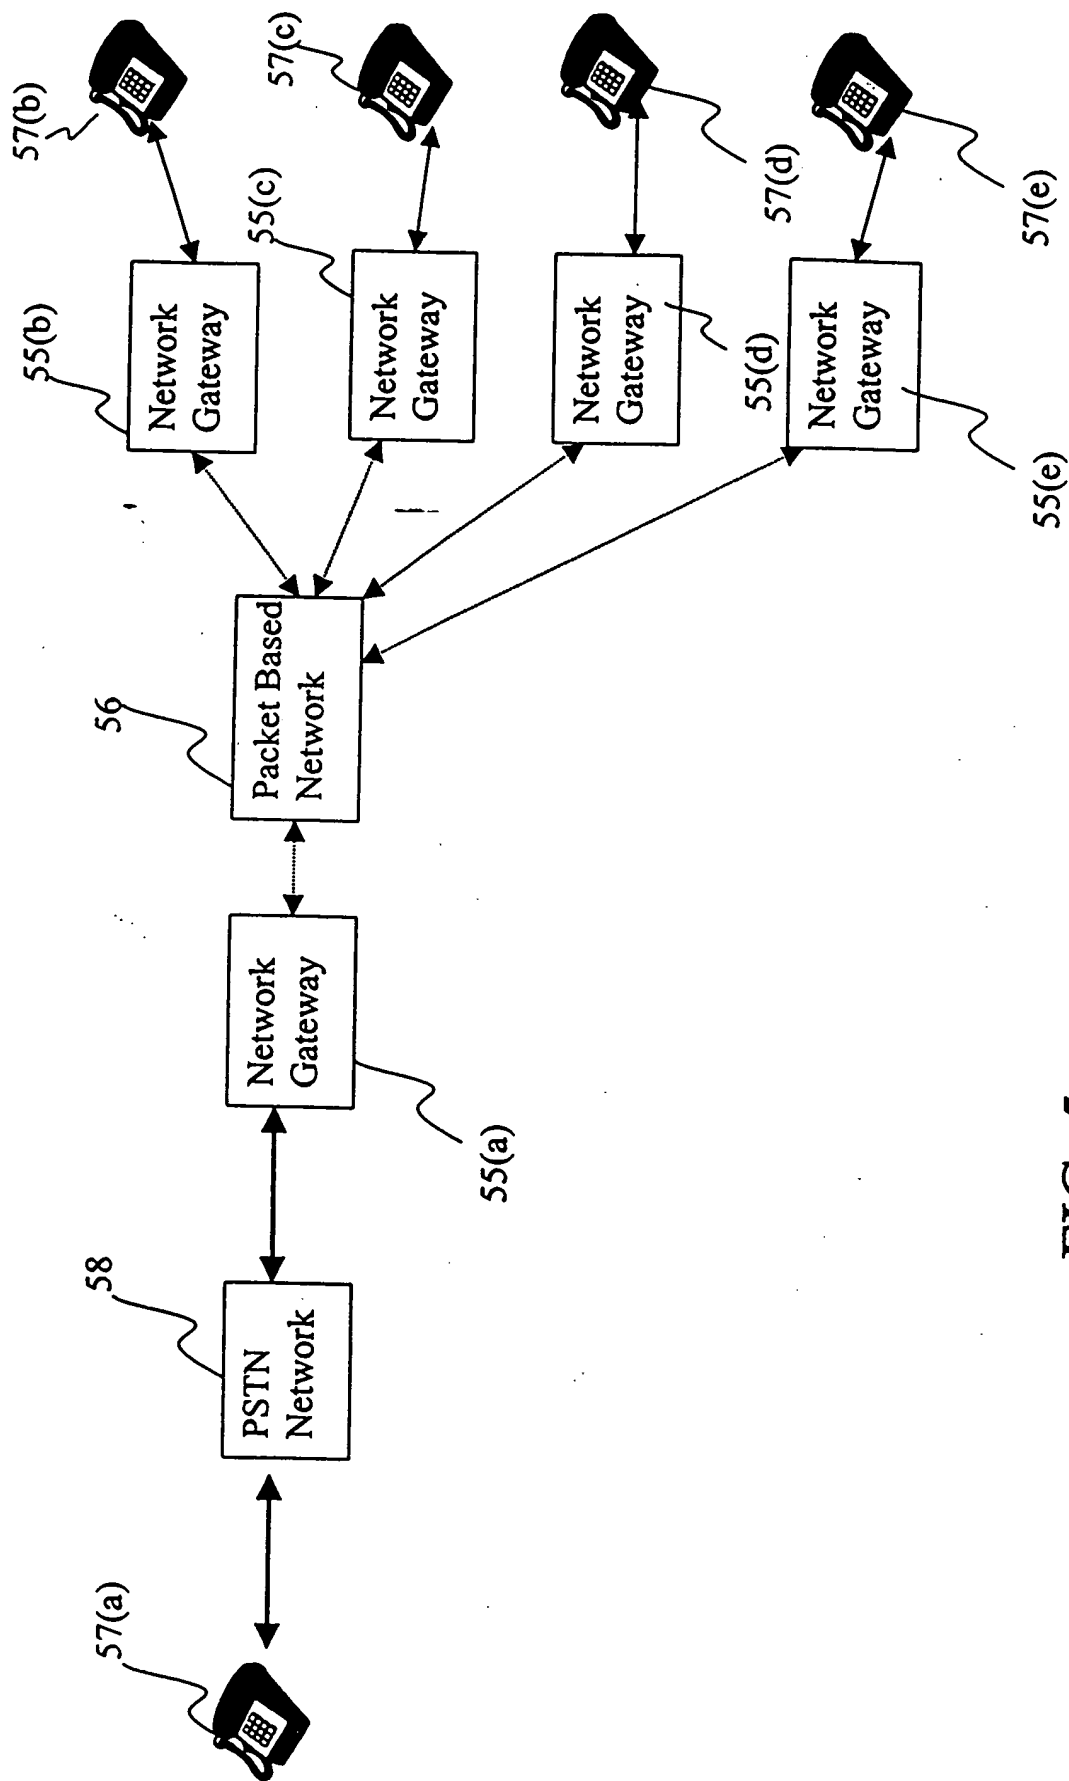 57(a)
58
PSTN
Network
55(a)
Network
Gateway
56
Packet Based
Network
55(b)
Network
Gateway
57(b)
55(c)
Network
Gateway
57(c)
55(d)
Network
Gateway
57(d)
55(e)
Network
Gateway
57(e)